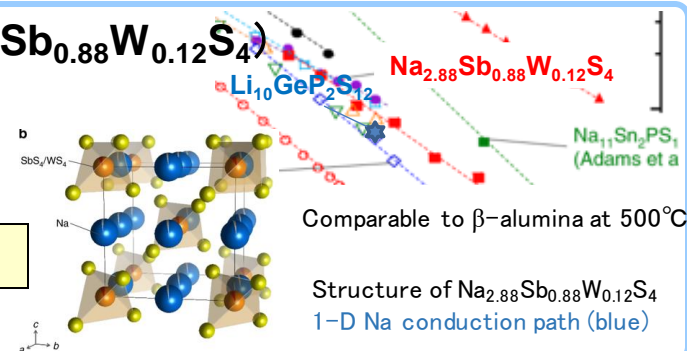 Sb0.88W0.12S4)
Na2.88Sb0.88W0.12S4
Li10GeP2S12
b
SbS4/WS4
Na11Sn2PS1
(Adams et a
Na
Comparable to β-alumina at 500℃
Structure of Na2.88Sb0.88W0.12S4
1-D Na conduction path (blue)
c
a
b